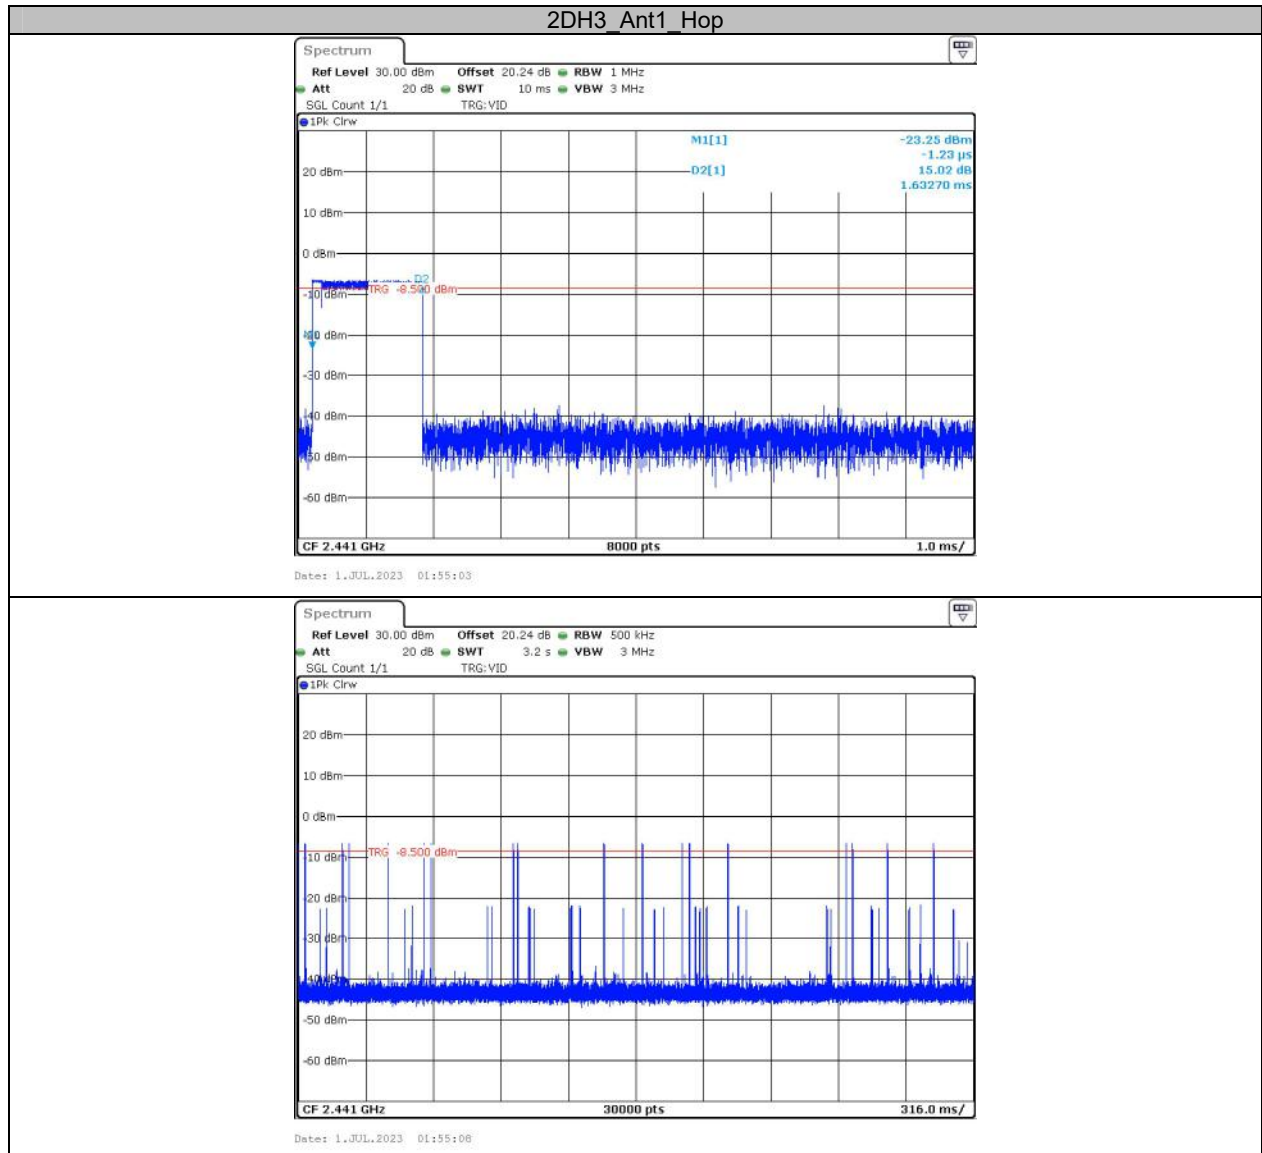 2DH3_Ant1_Hop
Spectrum
Ref Level 30.00 dBm Offset 20.24 dB RBW 1 MHz
Att 20 dB SWT 10 ms VBW 3 MHz
SGL Count 1/1 TRG:VID
1Pk Clrw
M1[1] -23.25 dBm
-1.23 µs
20 dBm
D2[1] 15.02 dB
1.63270 ms
10 dBm
0 dBm
D2
-10 dBm
TRG -8.500 dBm
-30 dBm
-60 dBm
CF 2.441 GHz 8000 pts 1.0 ms/
Date: 1.JUL.2023 01:55:03
Spectrum
Ref Level 30.00 dBm Offset 20.24 dB RBW 500 kHz
Att 20 dB SWT 3.2 s VBW 3 MHz
SGL Count 1/1 TRG:VID
1Pk Clrw
20 dBm
10 dBm
0 dBm
-10 dBm
TRG -8.500 dBm
-20 dBm
-30 dBm
-50 dBm
-60 dBm
CF 2.441 GHz 30000 pts 316.0 ms/
Date: 1.JUL.2023 01:55:08